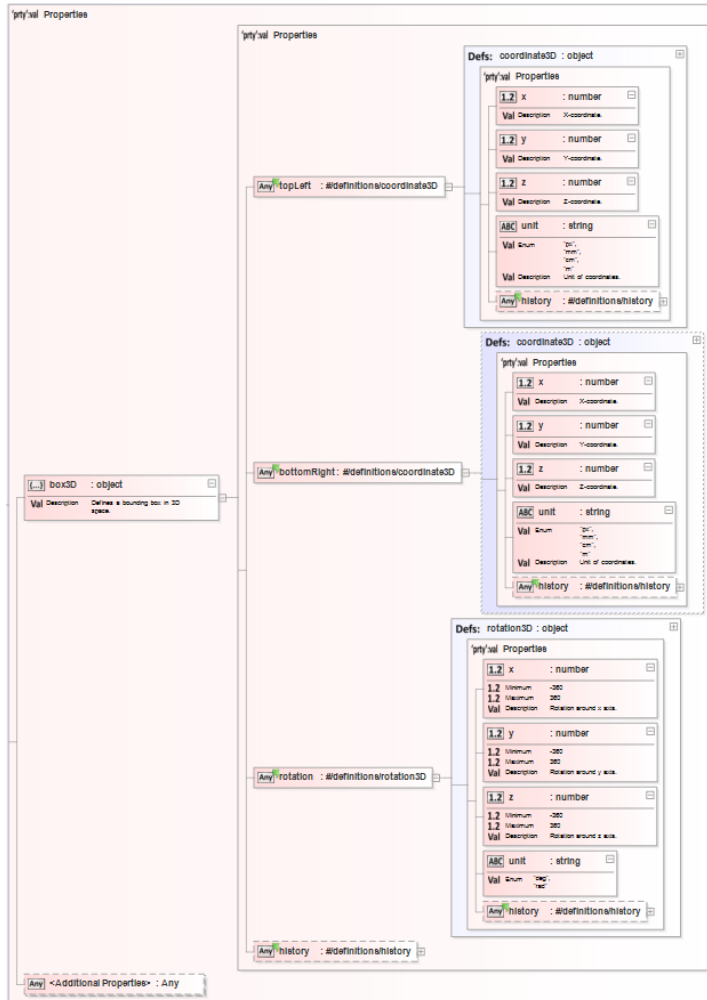 'prty':val Properties
'prty':val Properties
Defs: coordinate3D : object
'prty':val Properties
1.2 x : number
Val Description X-coordinate.
1.2 y : number
Val Description Y-coordinate.
1.2 z : number
Val Description Z-coordinate.
Any topLeft : #/definitions/coordinate3D
ABC unit : string
Val Enum "px",
"mm",
"cm",
"m"
Val Description Unit of coordinates.
Any history : #/definitions/history
Defs: coordinate3D : object
'prty':val Properties
1.2 x : number
Val Description X-coordinate.
1.2 y : number
Val Description Y-coordinate.
1.2 z : number
Val Description Z-coordinate.
Any bottomRight : #/definitions/coordinate3D
{...} box3D : object
Val Description Defines a bounding box in 3D
space.
ABC unit : string
Val Enum "px",
"mm",
"cm",
"m"
Val Description Unit of coordinates.
Any history : #/definitions/history
Defs: rotation3D : object
'prty':val Properties
1.2 x : number
1.2 Minimum -360
1.2 Maximum 360
Val Description Rotation around x axis.
1.2 y : number
1.2 Minimum -360
1.2 Maximum 360
Val Description Rotation around y axis.
Any rotation : #/definitions/rotation3D
1.2 z : number
1.2 Minimum -360
1.2 Maximum 360
Val Description Rotation around z axis.
ABC unit : string
Val Enum "deg",
"rad"
Any history : #/definitions/history
Any history : #/definitions/history
Any <Additional Properties> : Any